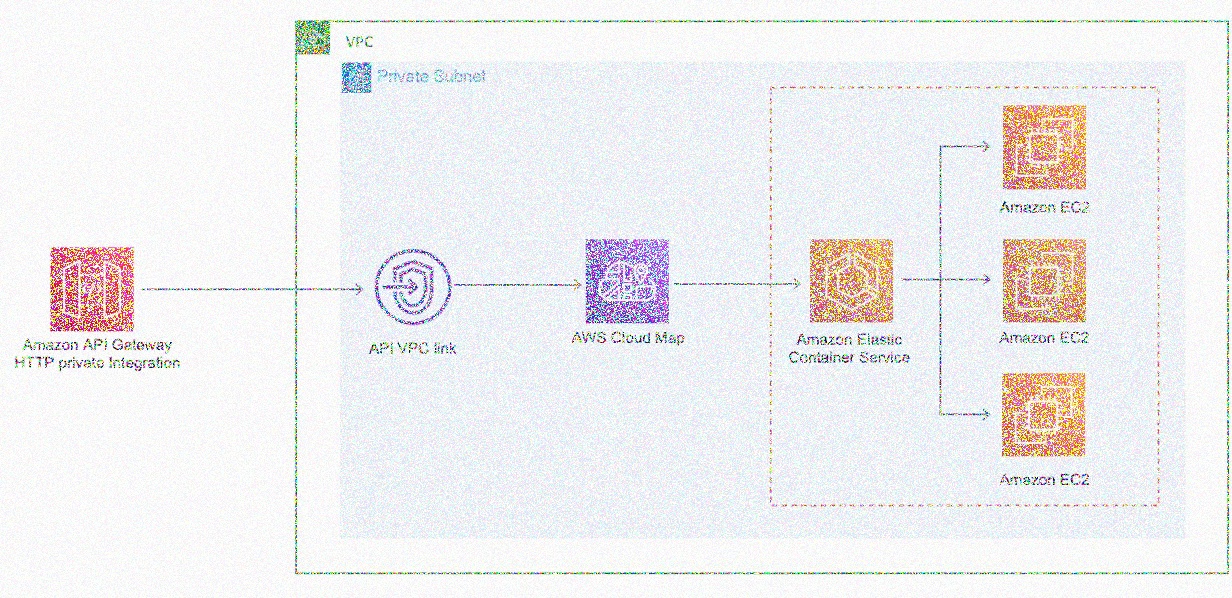 VPC
Private Subnet
Amazon EC2
Amazon API Gateway
HTTP private Integration
API VPC link
AWS Cloud Map
Amazon Elastic
Container Service
Amazon EC2
Amazon EC2